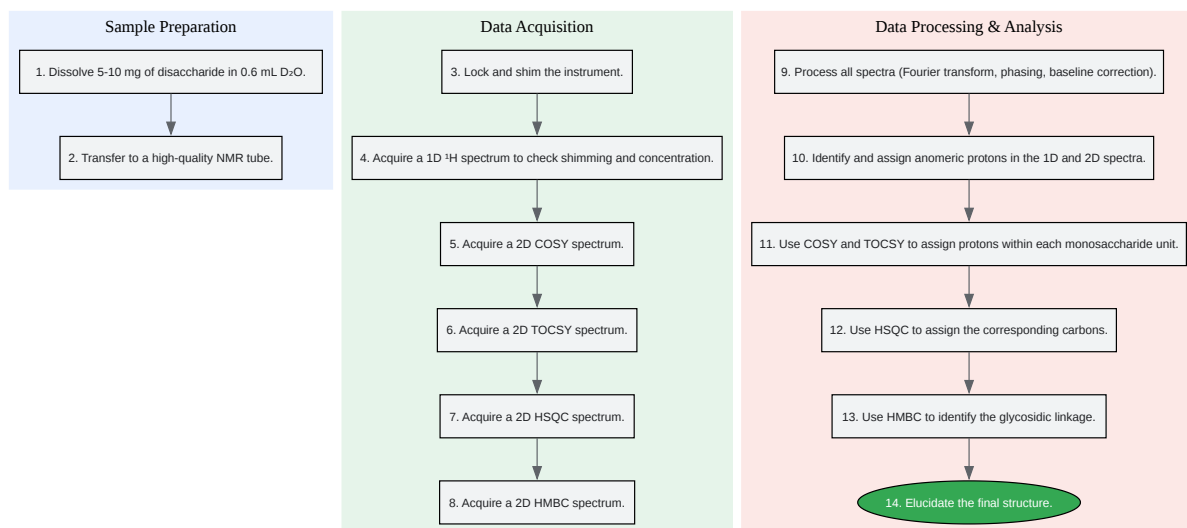 Sample Preparation
1. Dissolve 5-10 mg of disaccharide in 0.6 mL D₂O.
2. Transfer to a high-quality NMR tube.
Data Acquisition
3. Lock and shim the instrument.
4. Acquire a 1D ¹H spectrum to check shimming and concentration.
5. Acquire a 2D COSY spectrum.
6. Acquire a 2D TOCSY spectrum.
7. Acquire a 2D HSQC spectrum.
8. Acquire a 2D HMBC spectrum.
Data Processing & Analysis
9. Process all spectra (Fourier transform, phasing, baseline correction).
10. Identify and assign anomeric protons in the 1D and 2D spectra.
11. Use COSY and TOCSY to assign protons within each monosaccharide unit.
12. Use HSQC to assign the corresponding carbons.
13. Use HMBC to identify the glycosidic linkage.
14. Elucidate the final structure.